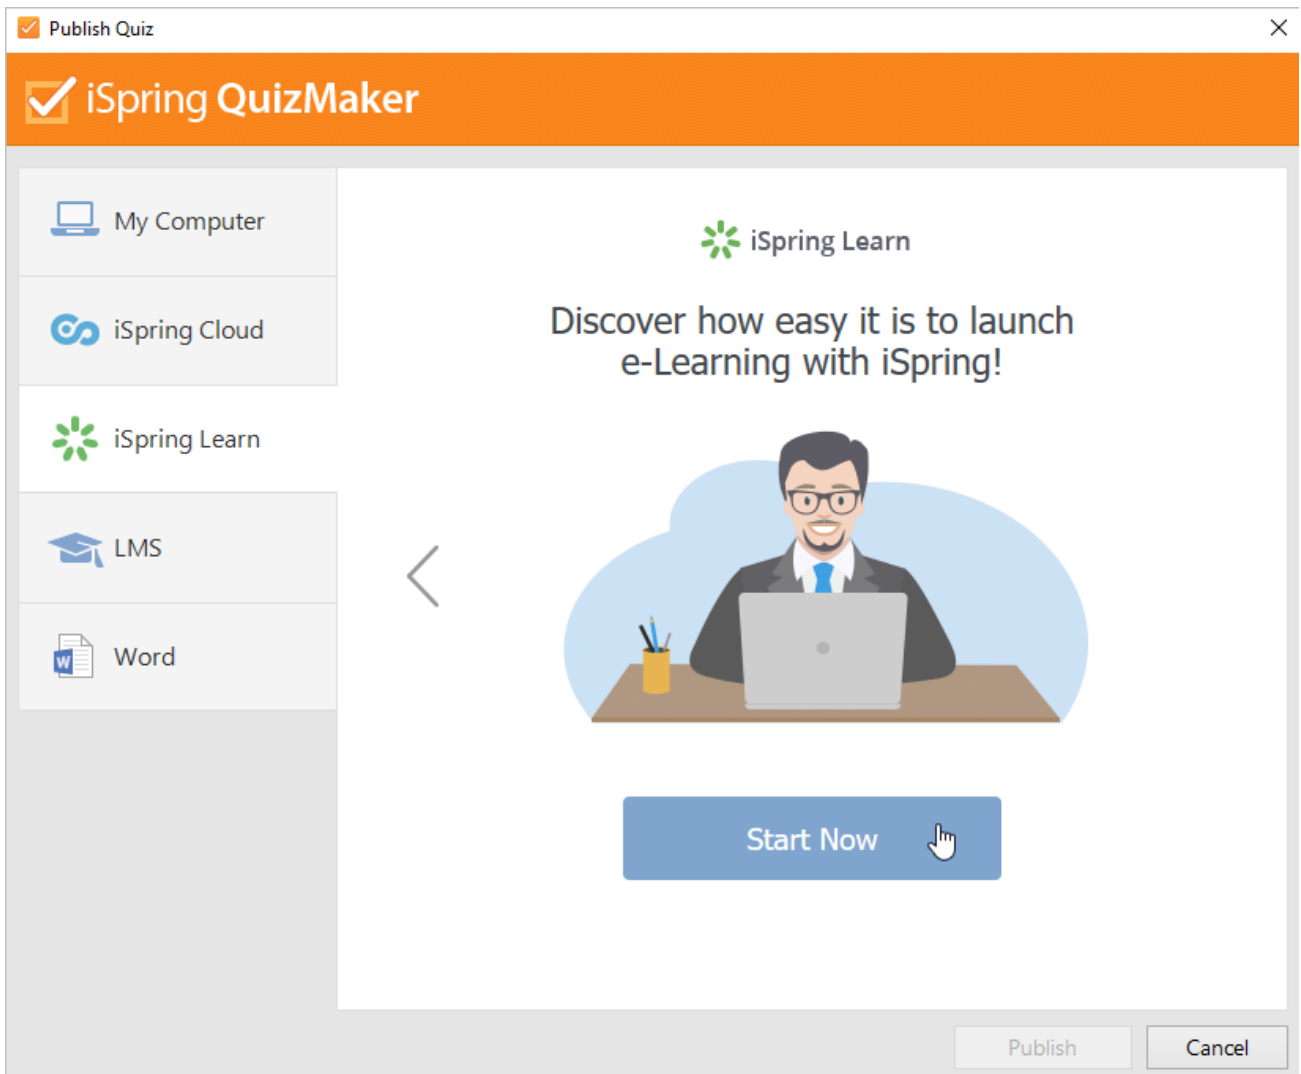 Publish Quiz
iSpring QuizMaker
My Computer
iSpring Cloud
iSpring Learn
LMS
W
Word
iSpring Learn
Discover how easy it is to launch
e-Learning with iSpring!
Start Now
Publish
Cancel